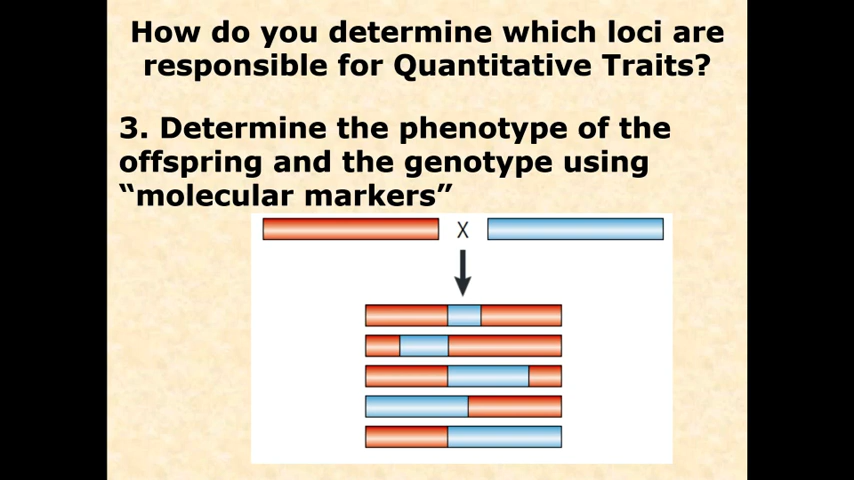 How do you determine which loci are
responsible for Quantitative Traits?
3. Determine the phenotype of the
offspring and the genotype using
“molecular markers”
X